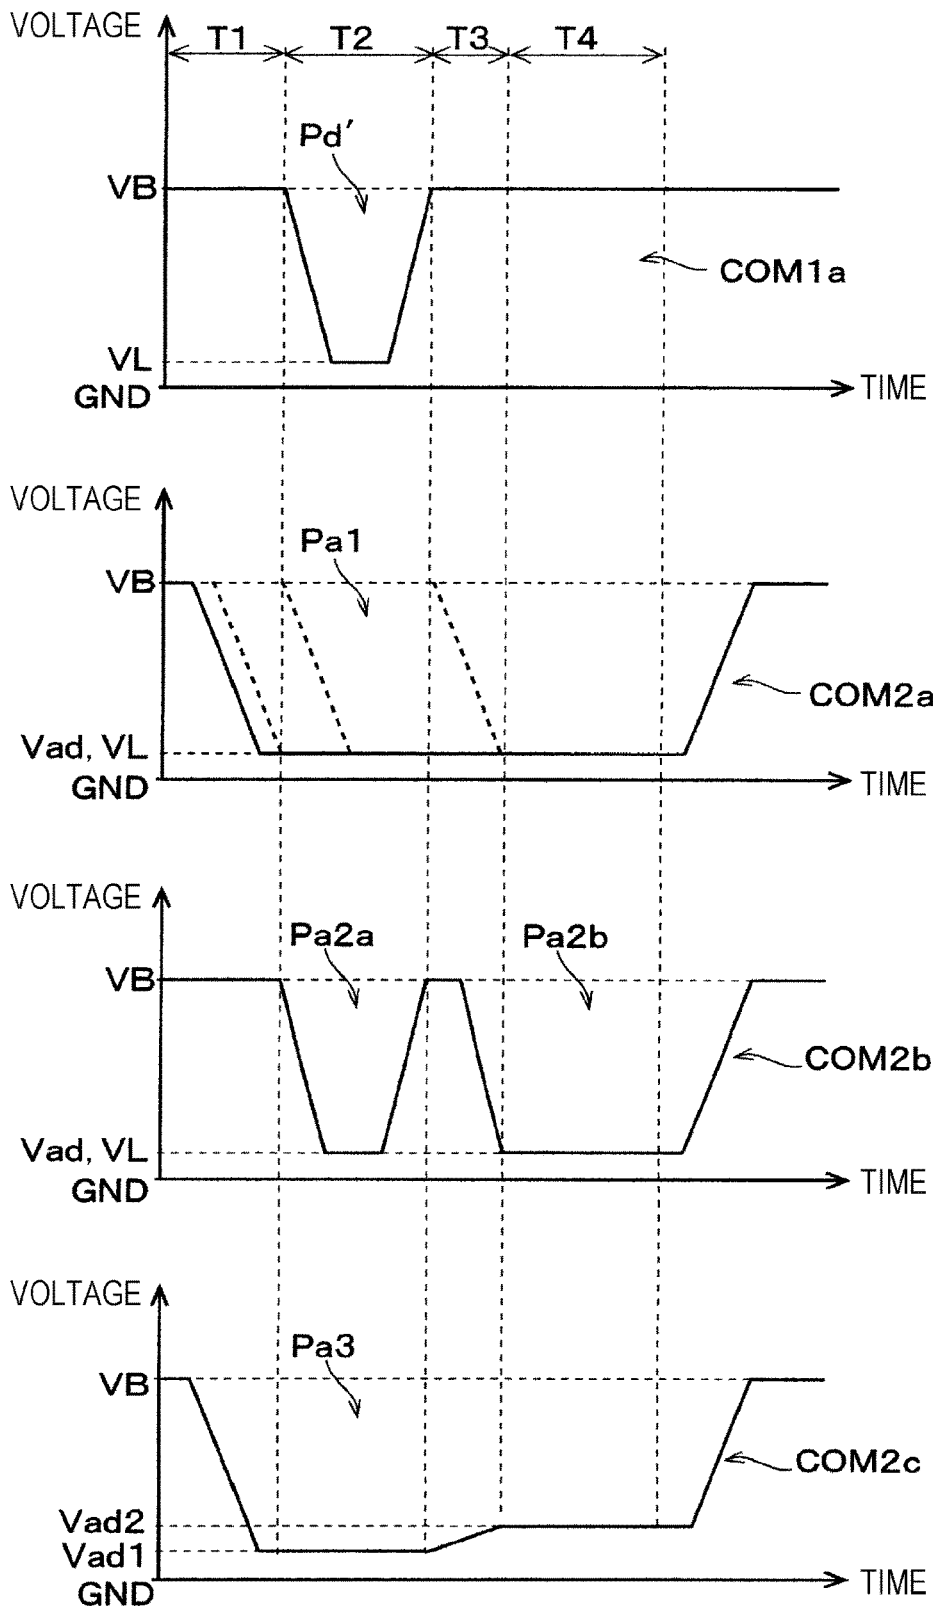 VOLTAGE
T1 T2 T3 T4
Pd′
VB
COM1a
VL
GND
TIME
VOLTAGE
Pa1
VB
COM2a
Vad, VL
GND
TIME
VOLTAGE
Pa2a Pa2b
VB
COM2b
Vad, VL
GND
TIME
VOLTAGE
Pa3
VB
COM2c
Vad2
Vad1
GND
TIME